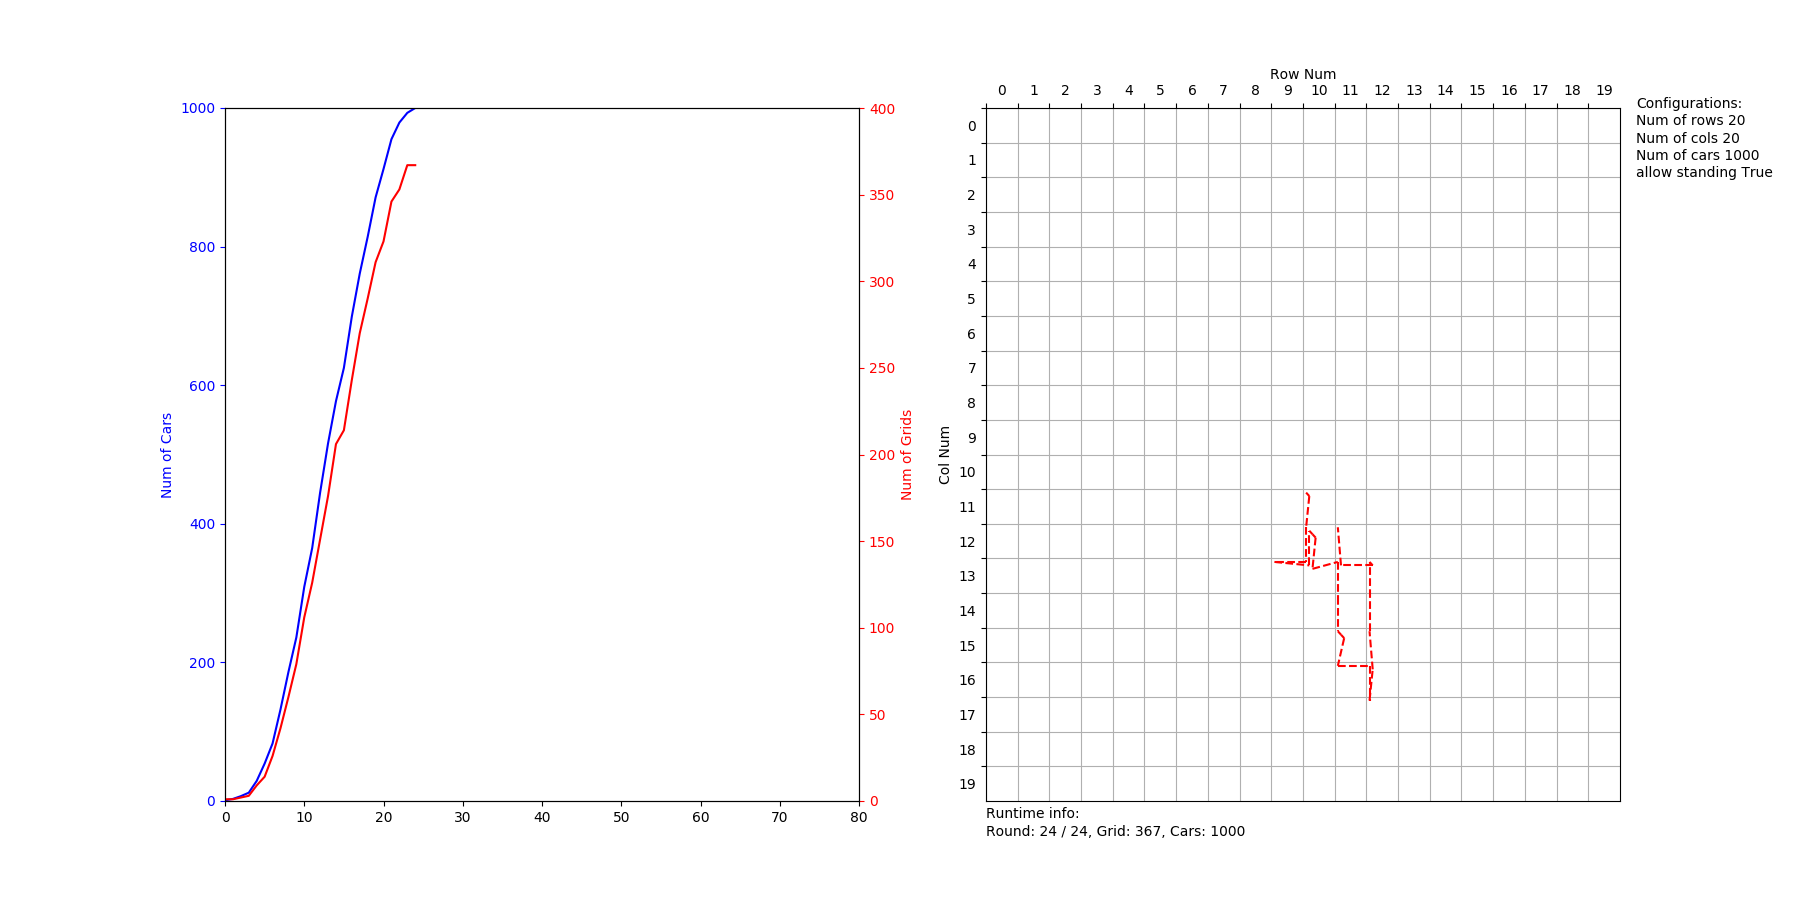 1000
800
600
400
200
0
Num of Cars
0 10 20 30 40 50 60 70 80
400
350
300
250
200
150
100
50
0
Num of Grids
Row Num
0 1 2 3 4 5 6 7 8 9 10 11 12 13 14 15 16 17 18 19
Col Num
0
1
2
3
4
5
6
7
8
9
10
11
12
13
14
15
16
17
18
19
Configurations:
Num of rows 20
Num of cols 20
Num of cars 1000
allow standing True
Runtime info:
Round: 24 / 24, Grid: 367, Cars: 1000